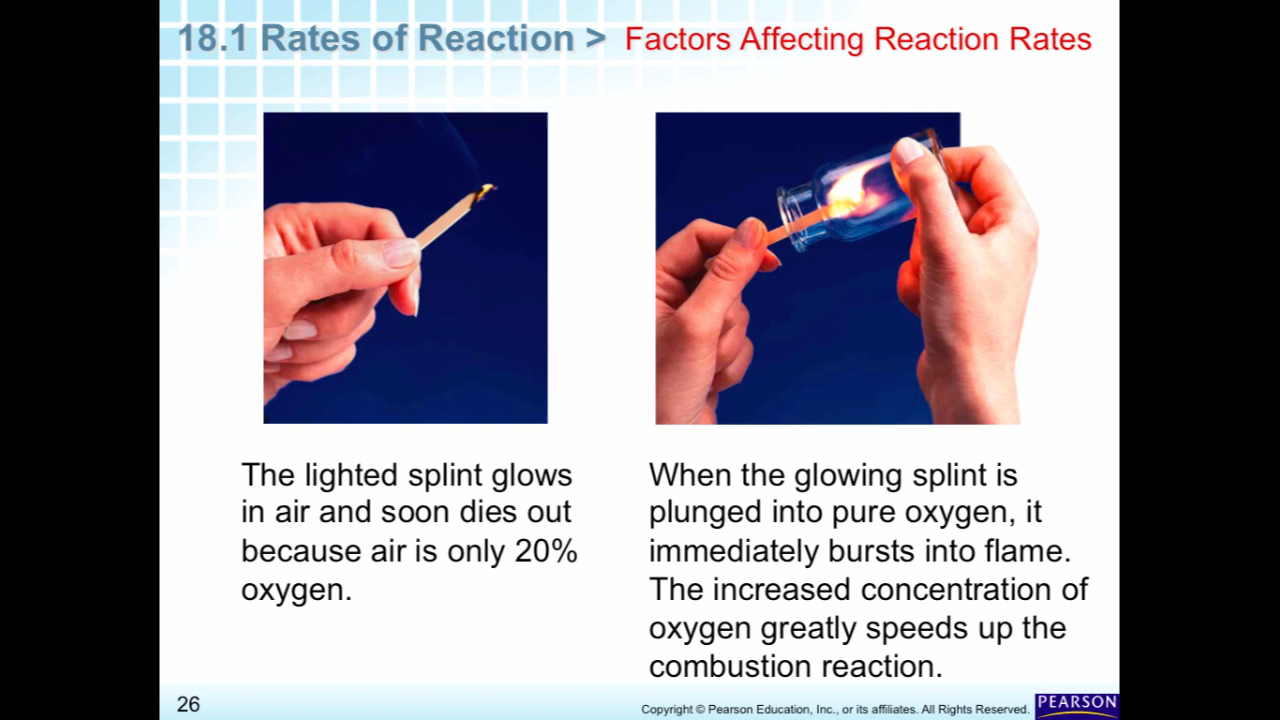 18.1 Rates of Reaction > Factors Affecting Reaction Rates
The lighted splint glows
in air and soon dies out
because air is only 20%
oxygen.
When the glowing splint is
plunged into pure oxygen, it
immediately bursts into flame.
The increased concentration of
oxygen greatly speeds up the
combustion reaction.
26
Copyright © Pearson Education, Inc., or its affiliates. All Rights Reserved.
PEARSON